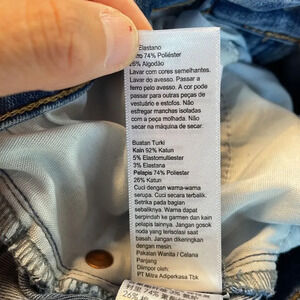 Elastano
74% Poliéster
26% Algodão
Lavar com cores semelhantes.
Lavar pelo avesso. Passar a
ferro pelo avesso. A cor pode
passar para outras peças de
vestuário e estofos. Não
esfregar manchas isoladas
com a peça molhada. Não
secar na máquina de secar.
Buatan Turki
Kain 92% Katun
5% Elastomultiester
3% Elastana
Pelapis 74% Poliester
26% Katun
Cuci dengan warna-warna
serupa. Cuci secara terbalik.
Setrika pada bagian
sebaliknya. Warna dapat
berpindah ke garmen dan kain
pelapis lainnya. Jangan gosok
noda yang terisolasi saat
basah. Jangan dikeringkan
dengan mesin.
Pakaian Wanita / Celana
Panjang
Diimpor oleh:
PT Mitra Adiperkasa Tbk